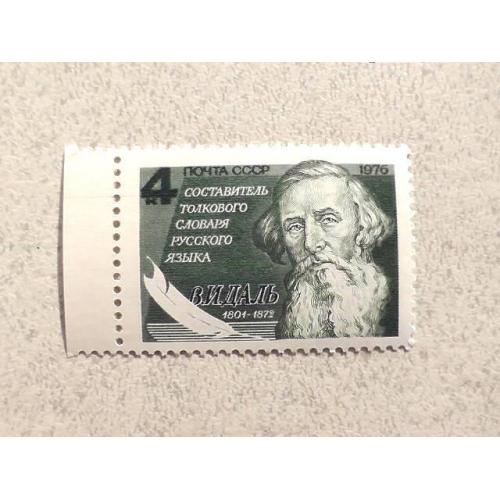 4 к ПОЧТА СССР 1976
СОСТАВИТЕЛЬ
ТОЛКОВОГО
СЛОВАРЯ
РУССКОГО
ЯЗЫКА
В.И.ДАЛЬ
1801-1872